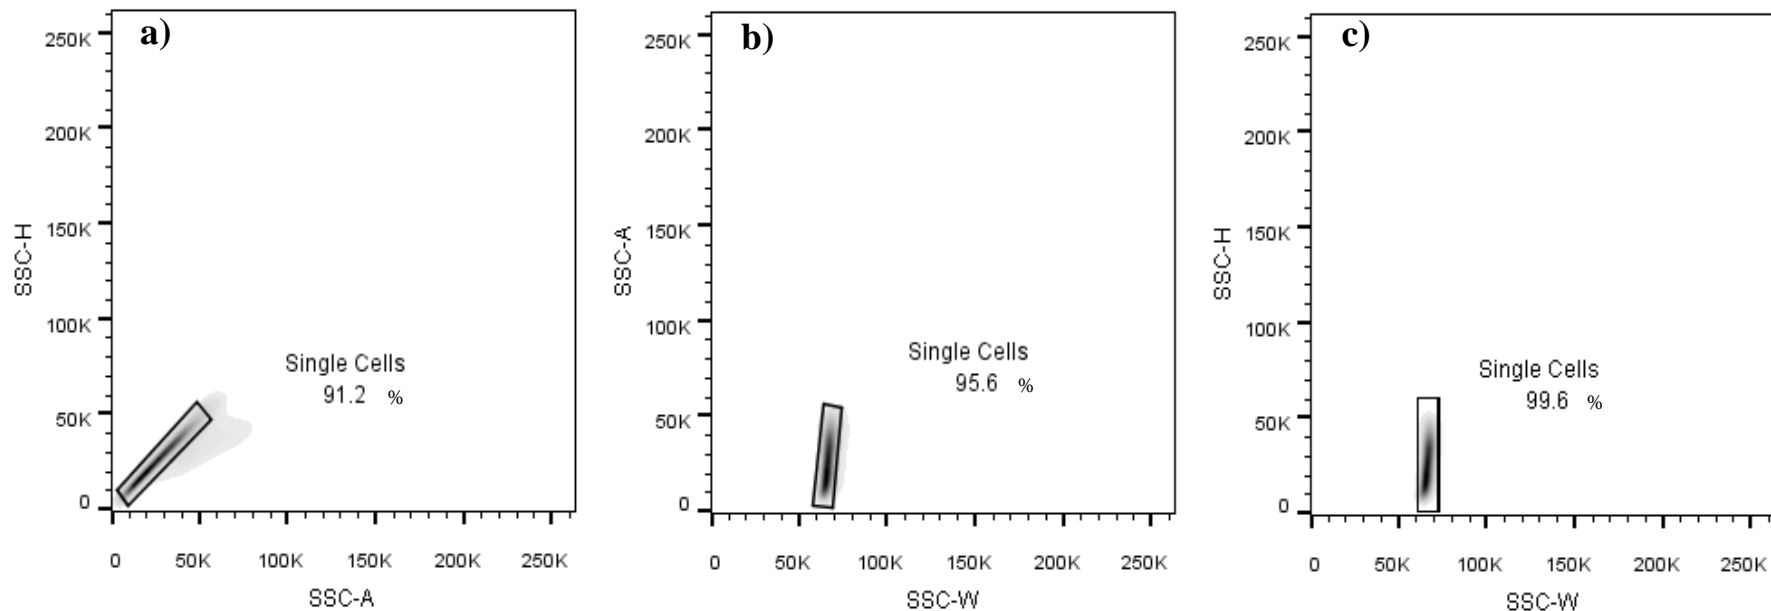 a)
250K
200K
150K
100K
50K
0
SSC-H
Single Cells
91.2 %
0 50K 100K 150K 200K 250K
SSC-A
b)
250K
200K
150K
100K
50K
0
SSC-A
Single Cells
95.6 %
0 50K 100K 150K 200K 250K
SSC-W
c)
250K
200K
150K
100K
50K
0
SSC-H
Single Cells
99.6 %
0 50K 100K 150K 200K 250K
SSC-W